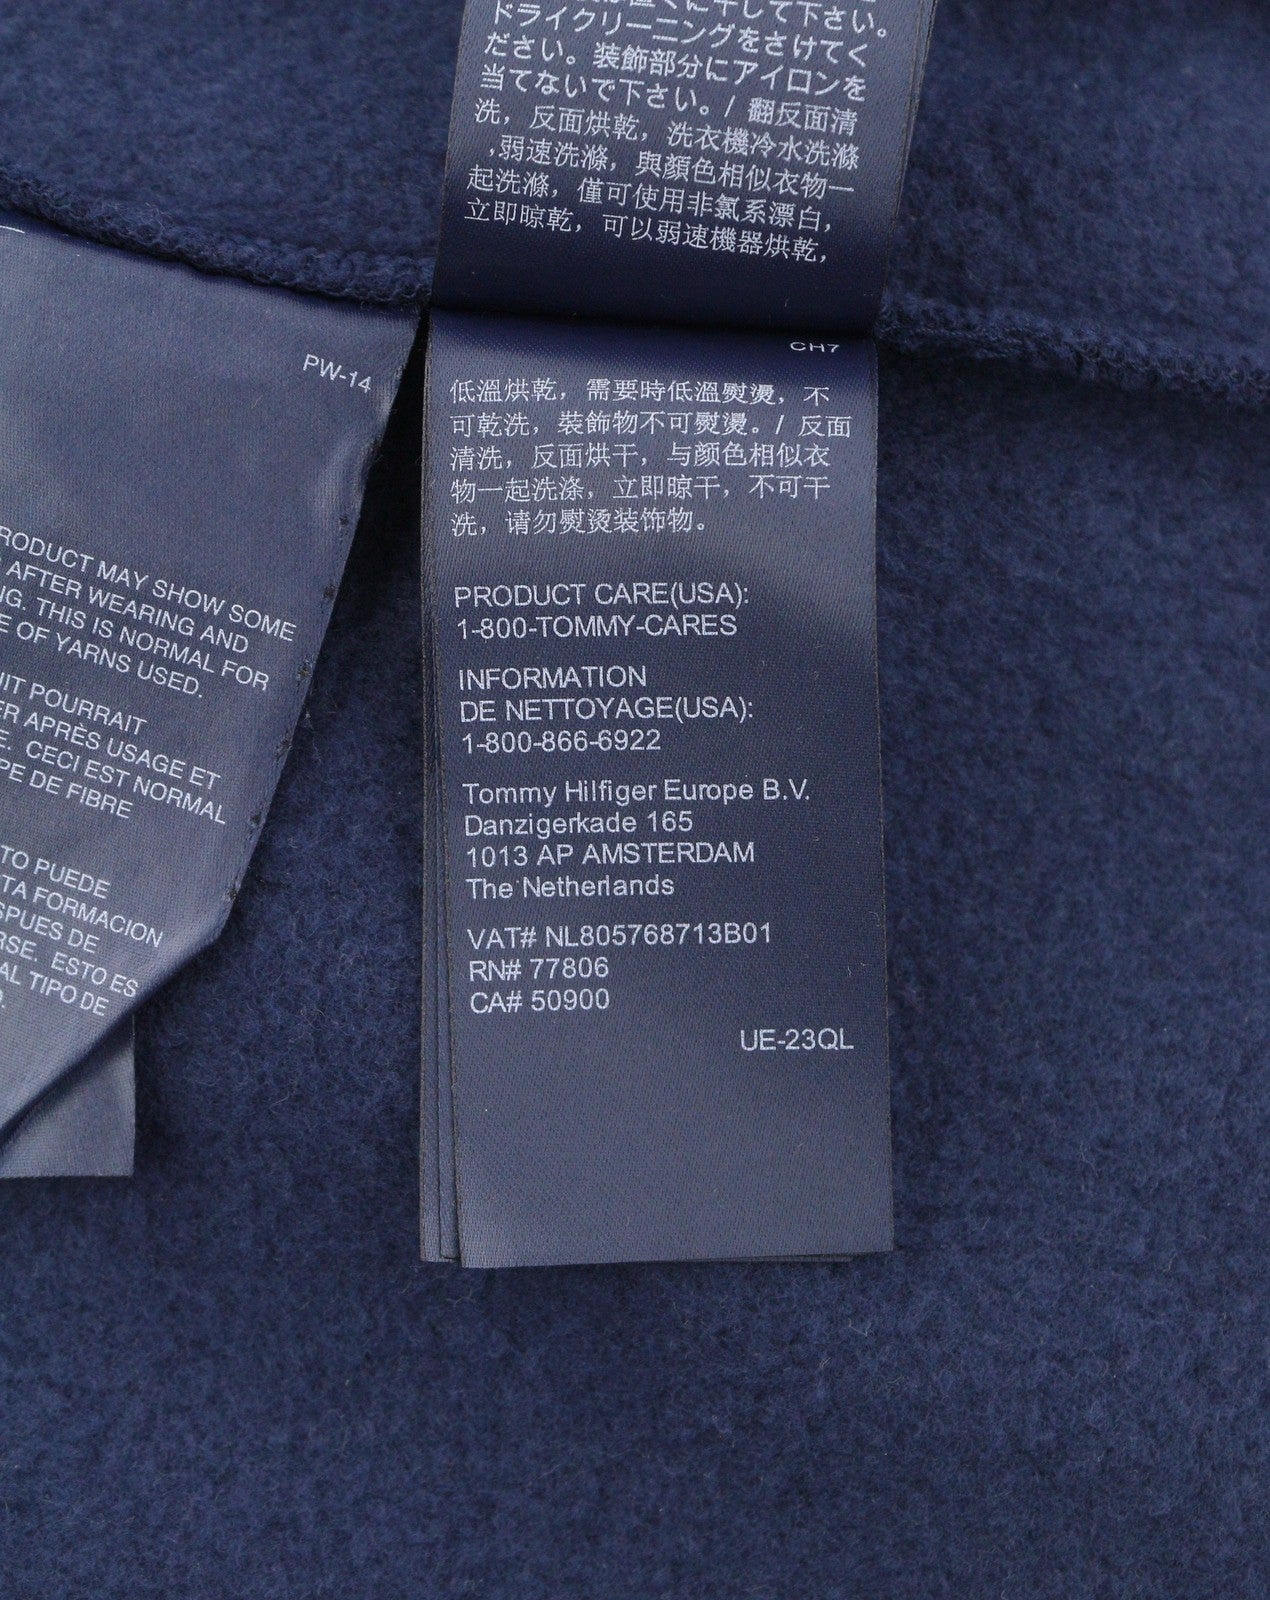 ドライクリーニングをさけてく
ださい。装飾部分にアイロンを
当てないで下さい。/ 翻反面清
洗，反面烘乾，洗衣機冷水洗滌
,弱速洗滌，與顏色相似衣物一
起洗滌，僅可使用非氯系漂白，
立即晾乾，可以弱速機器烘乾，
CH7
低溫烘乾，需要時低溫熨燙，不
可乾洗，裝飾物不可熨燙。/ 反面
清洗，反面烘干，与颜色相似衣
物一起洗涤，立即晾干，不可干
洗，请勿熨烫装饰物。
PRODUCT CARE(USA):
1-800-TOMMY-CARES
INFORMATION
DE NETTOYAGE(USA):
1-800-866-6922
Tommy Hilfiger Europe B.V.
Danzigerkade 165
1013 AP AMSTERDAM
The Netherlands
VAT# NL805768713B01
RN# 77806
CA# 50900
UE-23QL
PW-14
MAY SHOW SOME
AFTER WEARING AND
THIS IS NORMAL FOR
OF YARNS USED.
POURRAIT
APRÈS USAGE ET
CECI EST NORMAL
DE FIBRE
PUEDE
FORMACION
DE
ESTO ES
AL TIPO DE